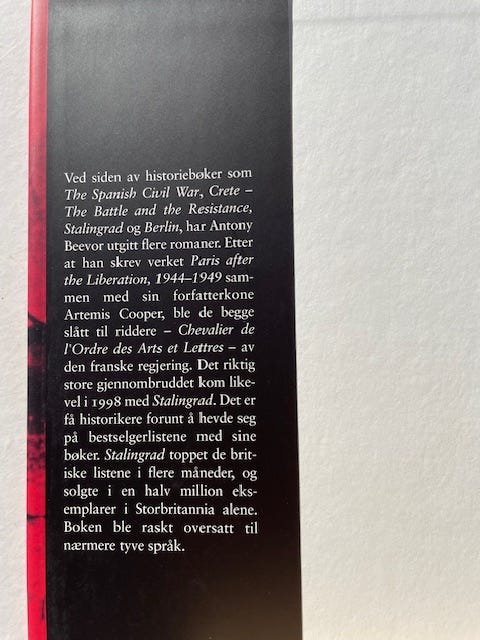 Ved siden av historiebøker som
The Spanish Civil War, Crete –
The Battle and the Resistance,
Stalingrad og Berlin, har Antony
Beevor utgitt flere romaner. Etter
at han skrev verket Paris after
the Liberation, 1944–1949 sam-
men med sin forfatterkone
Artemis Cooper, ble de begge
slått til riddere – Chevalier de
l'Ordre des Arts et Lettres – av
den franske regjering. Det riktig
store gjennombruddet kom like-
vel i 1998 med Stalingrad. Det er
få historikere forunt å hevde seg
på bestselgerlistene med sine
bøker. Stalingrad toppet de brit-
iske listene i flere måneder, og
solgte i en halv million eks-
emplarer i Storbritannia alene.
Boken ble raskt oversatt til
nærmere tyve språk.